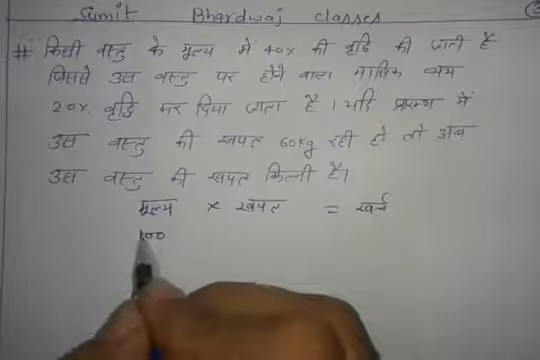 Sumit Bhardwaj classes
# किसी वस्तु के मूल्य में 40% की वृद्धि की जाती है
जिससे उस वस्तु पर होने वाला मासिक व्यय
20% वृद्धि कर दिया जाता है । यदि प्रारम्भ में
उस वस्तु की खपत 60kg रही हो तो अब
उस वस्तु की खपत कितनी है।
मूल्य × खपत = खर्च
100